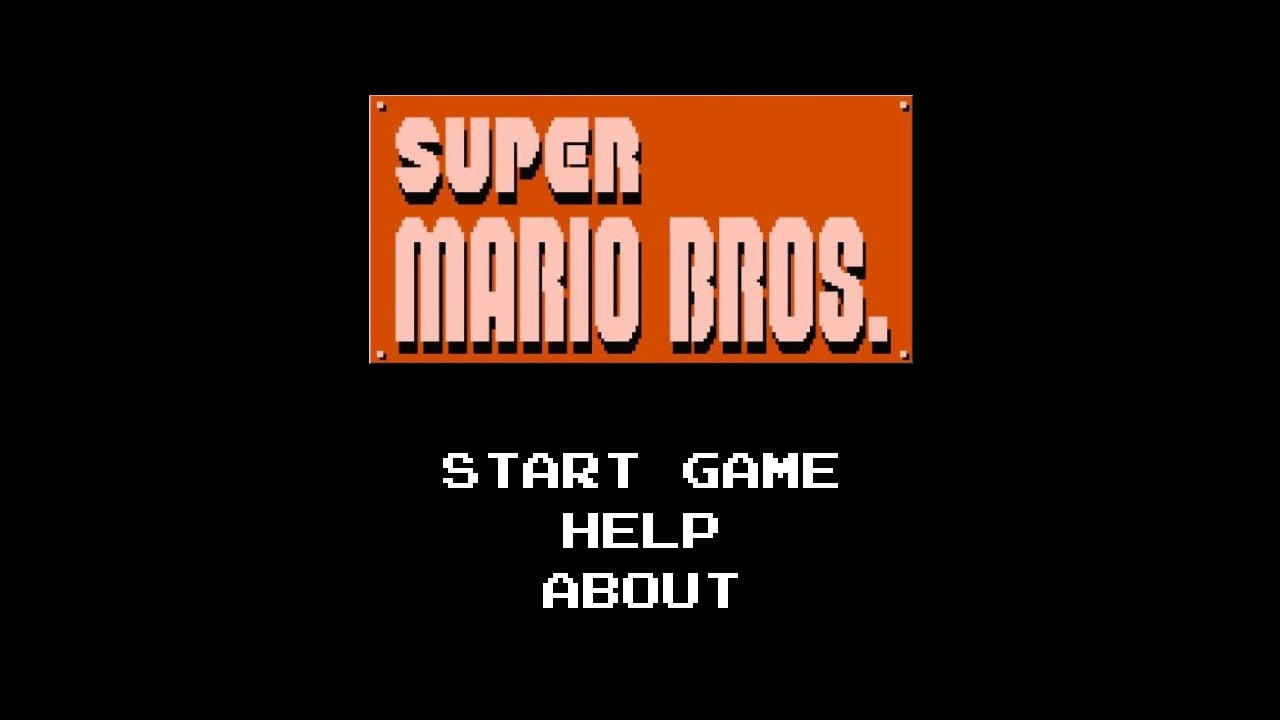 SUPER
MARIO BROS.
START GAME
HELP
ABOUT